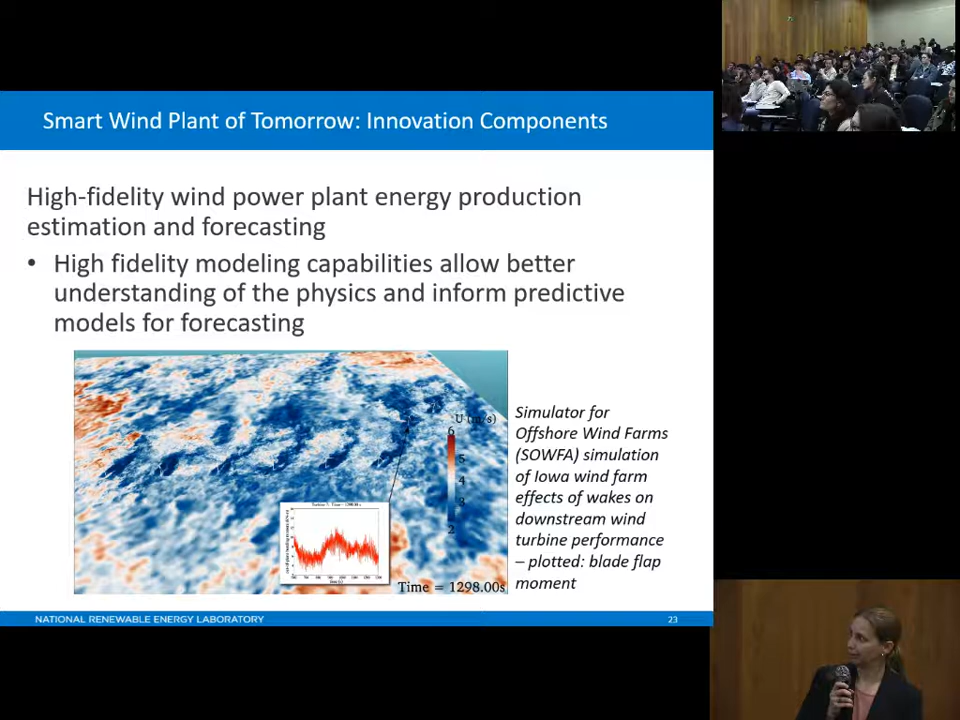 Smart Wind Plant of Tomorrow: Innovation Components
High-fidelity wind power plant energy production
estimation and forecasting
• High fidelity modeling capabilities allow better
understanding of the physics and inform predictive
models for forecasting
U (m/s)
6
5
4
3
2
Time = 1298.00s
Simulator for
Offshore Wind Farms
(SOWFA) simulation
of Iowa wind farm
effects of wakes on
downstream wind
turbine performance
– plotted: blade flap
moment
NATIONAL RENEWABLE ENERGY LABORATORY
23